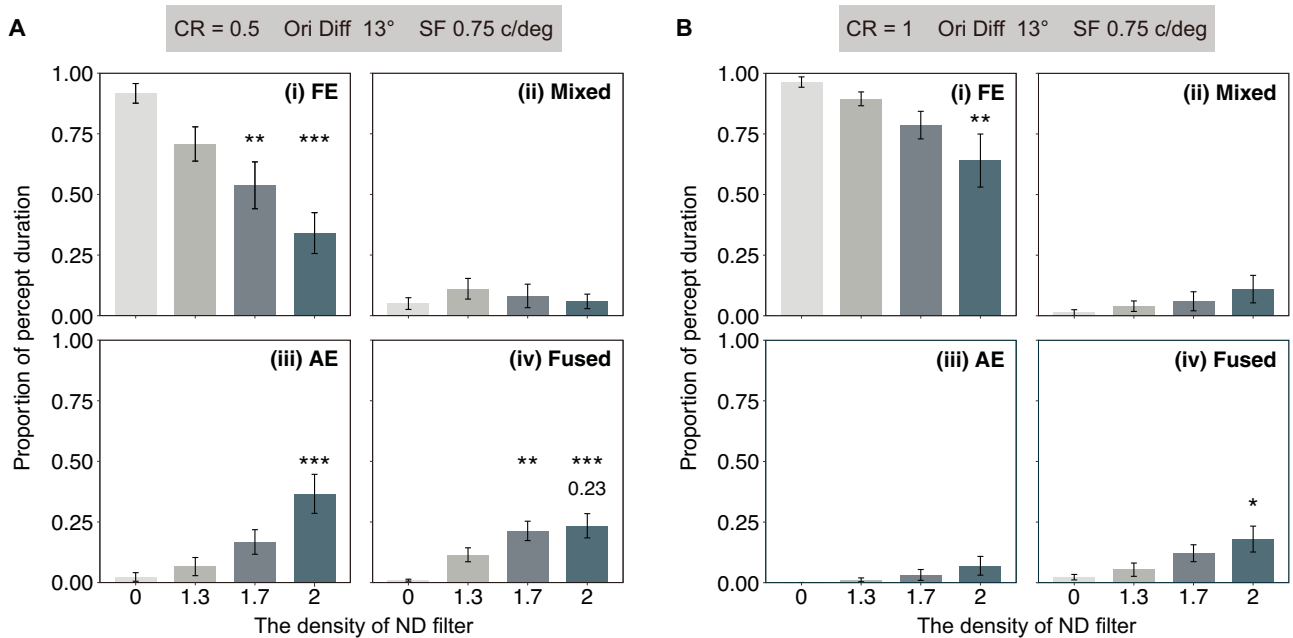 A
CR = 0.5 Ori Diff 13° SF 0.75 c/deg
Proportion of percept duration
1.00
0.75
0.50
0.25
0.00
(i) FE
** ***
(ii) Mixed
1.00
0.75
0.50
0.25
0.00
(iii) AE
***
(iv) Fused
** ***
0.23
0 1.3 1.7 2
0 1.3 1.7 2
The density of ND filter
B
CR = 1 Ori Diff 13° SF 0.75 c/deg
Proportion of percept duration
1.00
0.75
0.50
0.25
0.00
(i) FE
**
(ii) Mixed
1.00
0.75
0.50
0.25
0.00
(iii) AE
(iv) Fused
*
0 1.3 1.7 2
0 1.3 1.7 2
The density of ND filter